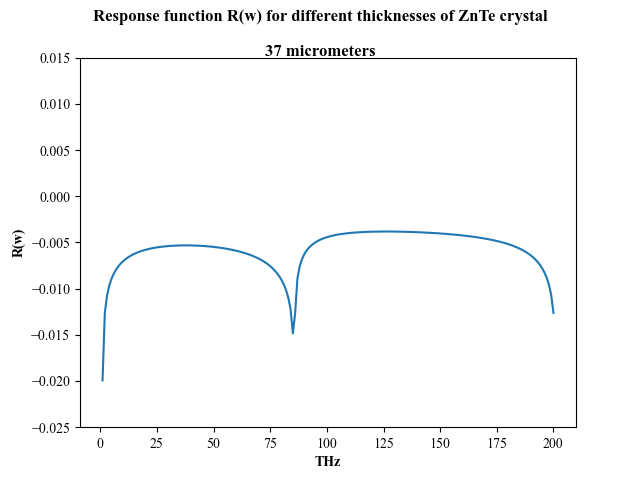 Response function R(w) for different thicknesses of ZnTe crystal
37 micrometers
0.015
0.010
0.005
0.000
−0.005
−0.010
−0.015
−0.020
−0.025
R(w)
0 25 50 75 100 125 150 175 200
THz